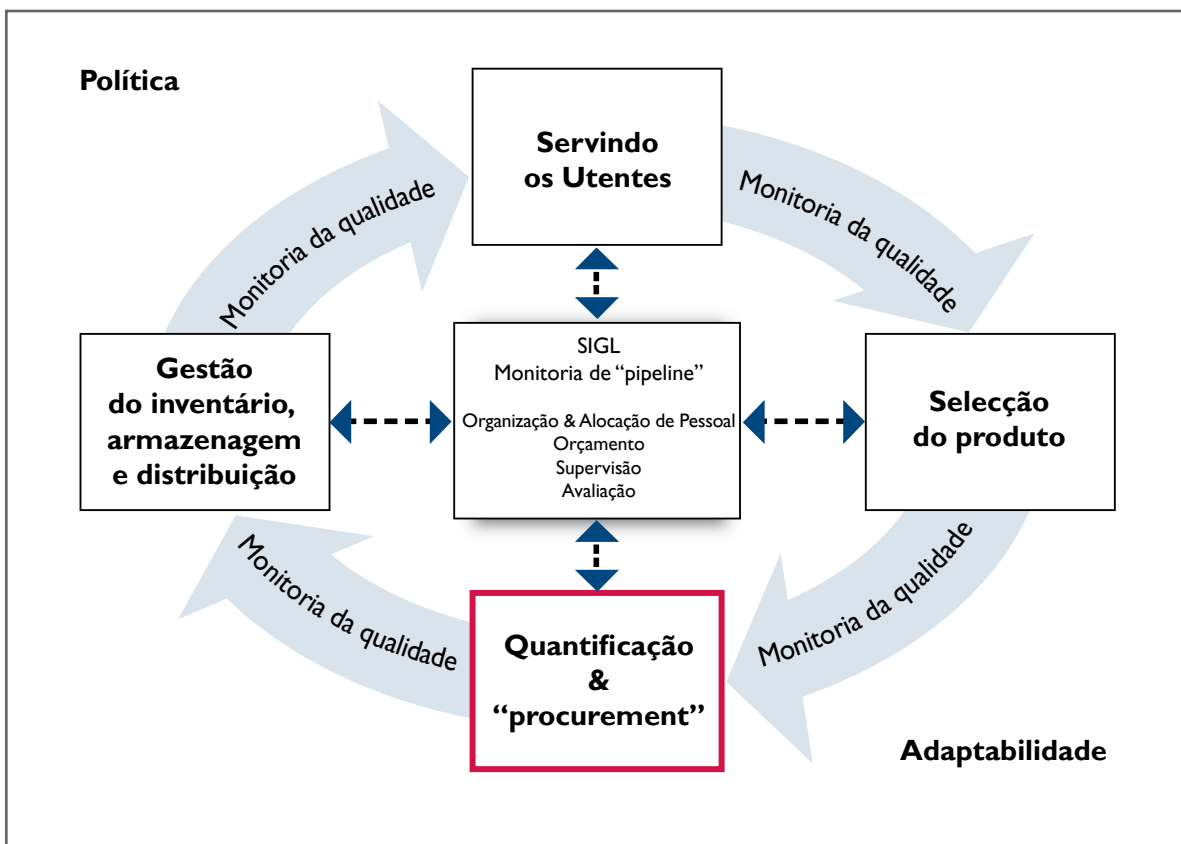 Política
Servindo
os Utentes
Monitoria da qualidade
Monitoria da qualidade
Gestão
do inventário,
armazenagem
e distribuição
SIGL
Monitoria de “pipeline”
Organização & Alocação de Pessoal
Orçamento
Supervisão
Avaliação
Selecção
do produto
Monitoria da qualidade
Monitoria da qualidade
Quantificação
&
“procurement”
Adaptabilidade